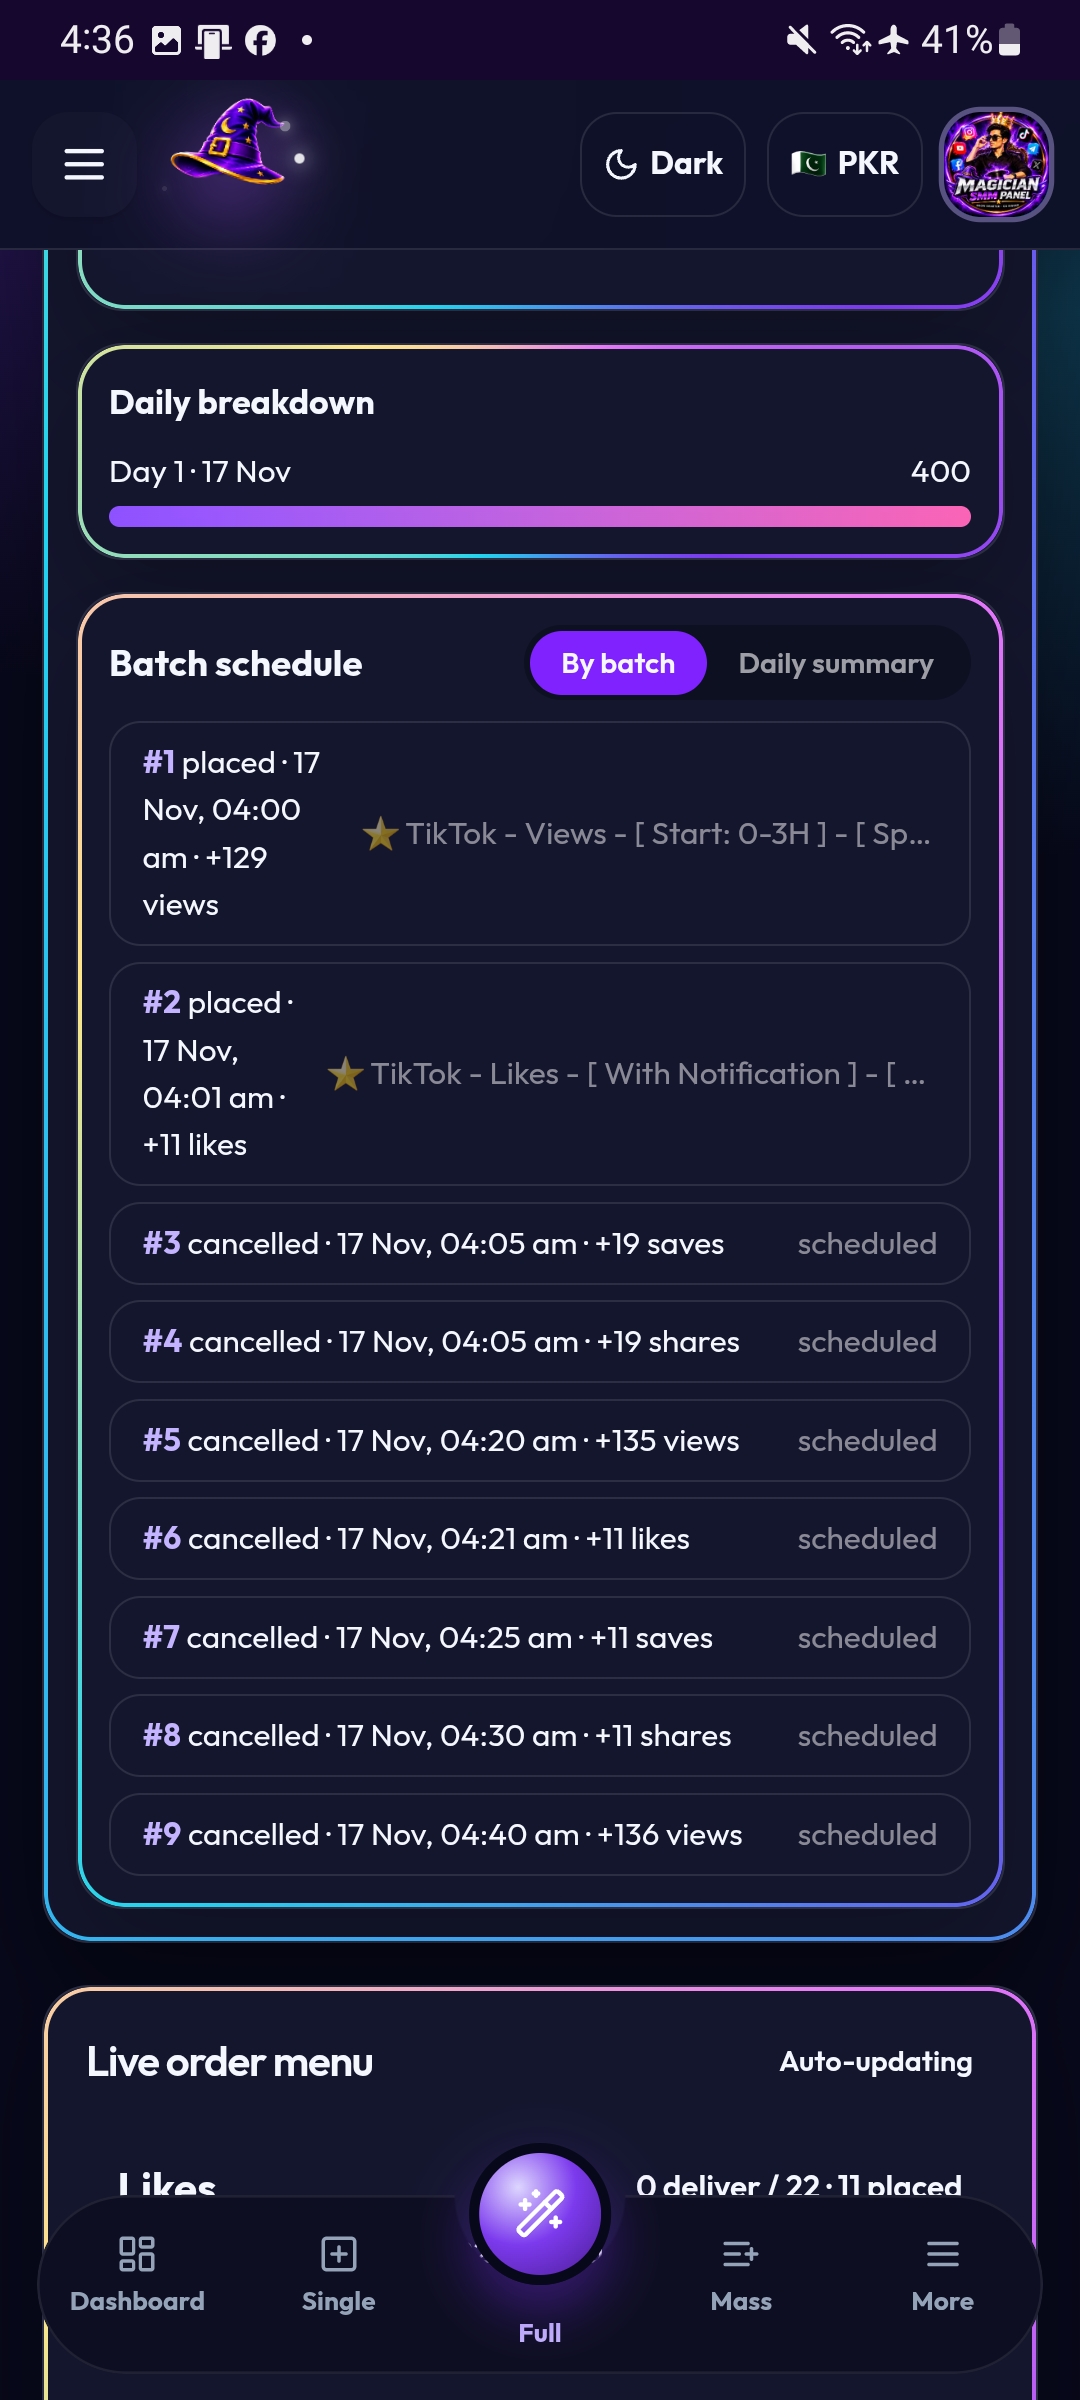 4:36
41%
Dark
PKR
MAGICIAN
SMM PANEL
Daily breakdown
Day 1 · 17 Nov
400
Batch schedule
By batch
Daily summary
#1 placed · 17
Nov, 04:00
am · +129
views
TikTok - Views - [ Start: 0-3H ] - [ Sp...
#2 placed ·
17 Nov,
04:01 am ·
+11 likes
TikTok - Likes - [ With Notification ] - [ ...
#3 cancelled · 17 Nov, 04:05 am · +19 saves
scheduled
#4 cancelled · 17 Nov, 04:05 am · +19 shares
scheduled
#5 cancelled · 17 Nov, 04:20 am · +135 views
scheduled
#6 cancelled · 17 Nov, 04:21 am · +11 likes
scheduled
#7 cancelled · 17 Nov, 04:25 am · +11 saves
scheduled
#8 cancelled · 17 Nov, 04:30 am · +11 shares
scheduled
#9 cancelled · 17 Nov, 04:40 am · +136 views
scheduled
Live order menu
Auto-updating
Likes
0 deliver / 22 · 11 placed
Dashboard
Single
Full
Mass
More